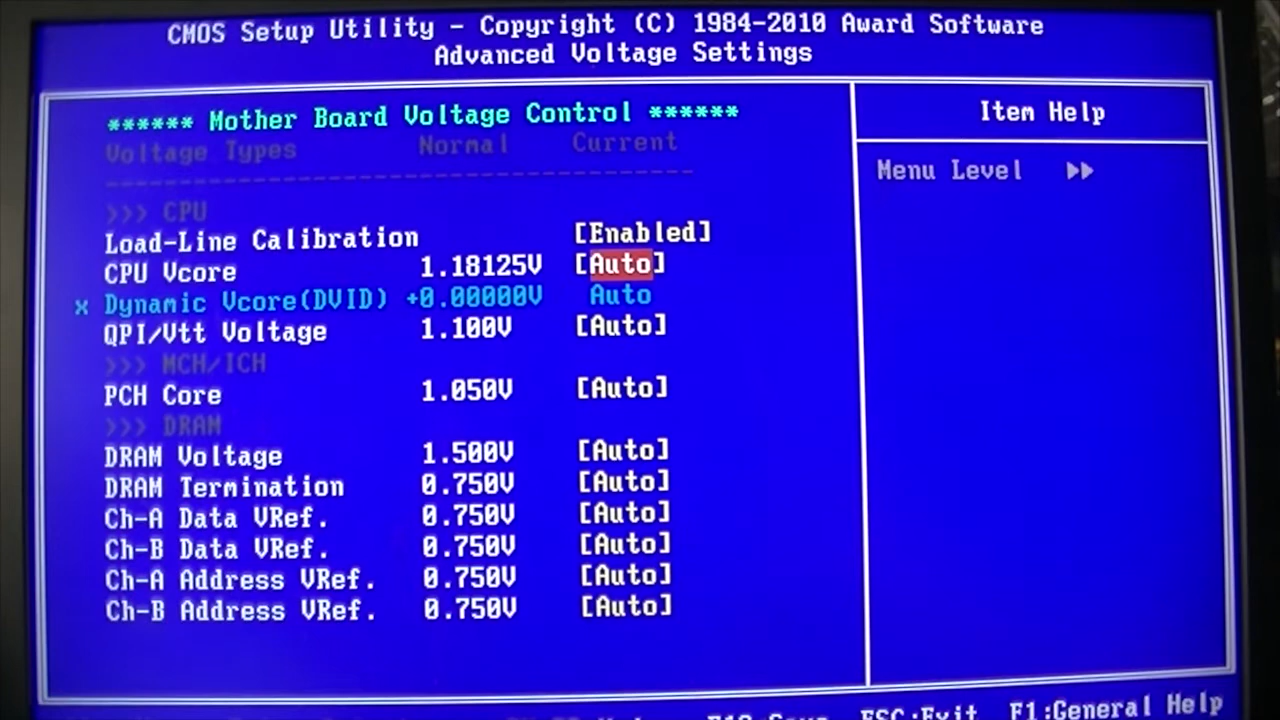 CMOS Setup Utility - Copyright (C) 1984-2010 Award Software
Advanced Voltage Settings
****** Mother Board Voltage Control ******
Voltage Types Normal Current
>>> CPU
Load-Line Calibration [Enabled]
CPU Vcore 1.18125V [Auto]
x Dynamic Vcore(DVID) +0.00000V Auto
QPI/Vtt Voltage 1.100V [Auto]
>>> MCH/ICH
PCH Core 1.050V [Auto]
>>> DRAM
DRAM Voltage 1.500V [Auto]
DRAM Termination 0.750V [Auto]
Ch-A Data VRef. 0.750V [Auto]
Ch-B Data VRef. 0.750V [Auto]
Ch-A Address VRef. 0.750V [Auto]
Ch-B Address VRef. 0.750V [Auto]
Item Help
Menu Level
F10:Save ESC:Exit F1:General Help